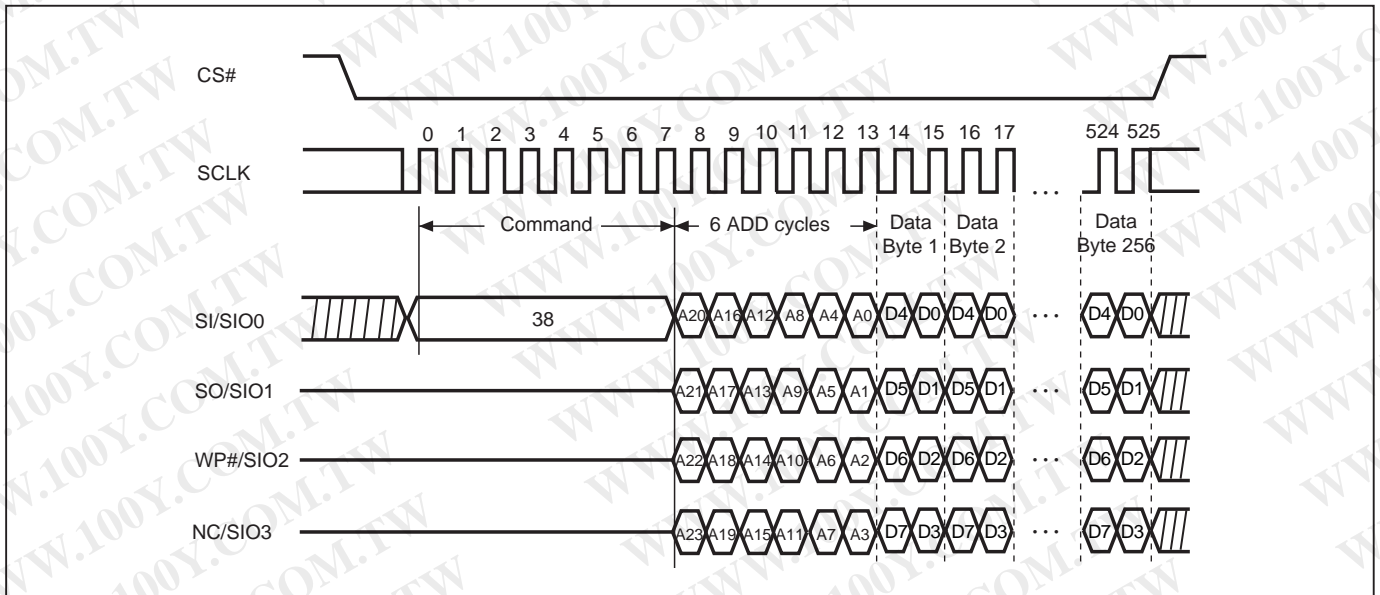 CS#
0 1 2 3 4 5 6 7 8 9 10 11 12 13 14 15 16 17 524 525
SCLK
...
Command 6 ADD cycles Data Byte 1 Data Byte 2 Data Byte 256
SI/SIO0 38 A20 A16 A12 A8 A4 A0 D4 D0 D4 D0 ... D4 D0
SO/SIO1 A21 A17 A13 A9 A5 A1 D5 D1 D5 D1 ... D5 D1
WP#/SIO2 A22 A18 A14 A10 A6 A2 D6 D2 D6 D2 ... D6 D2
NC/SIO3 A23 A19 A15 A11 A7 A3 D7 D3 D7 D3 ... D7 D3
WWW.100Y.COM.TW